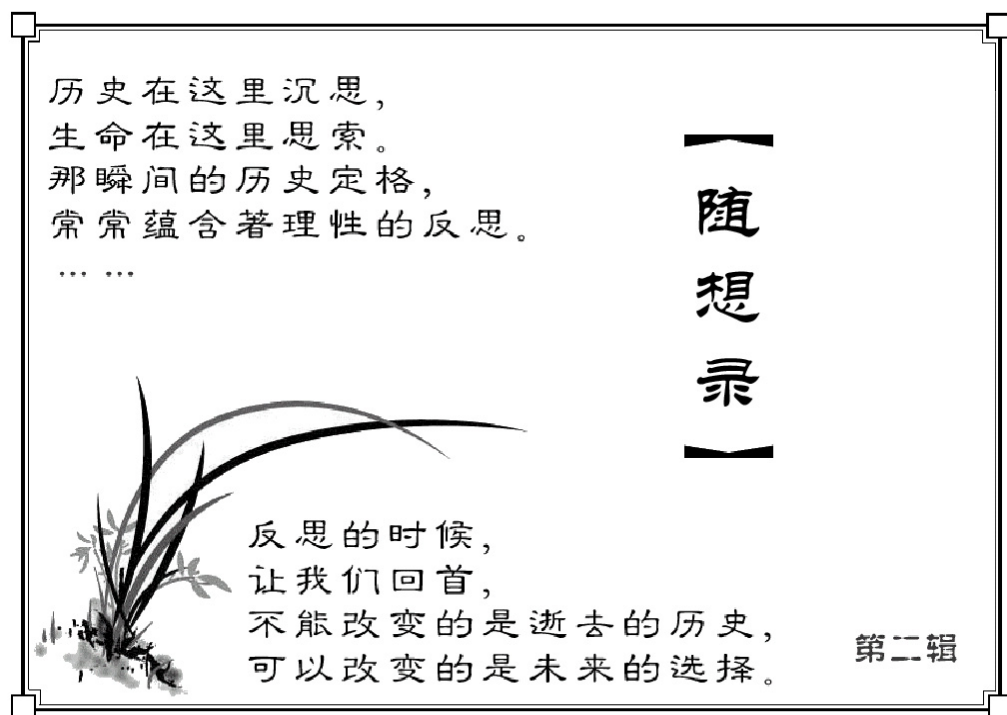 历史在这里沉思，
生命在这里思索。
那瞬间的历史定格，
常常蕴含著理性的反思。
……
【随想录】
反思的时候，
让我们回首，
不能改变的是逝去的历史，
可以改变的是未来的选择。
第二辑